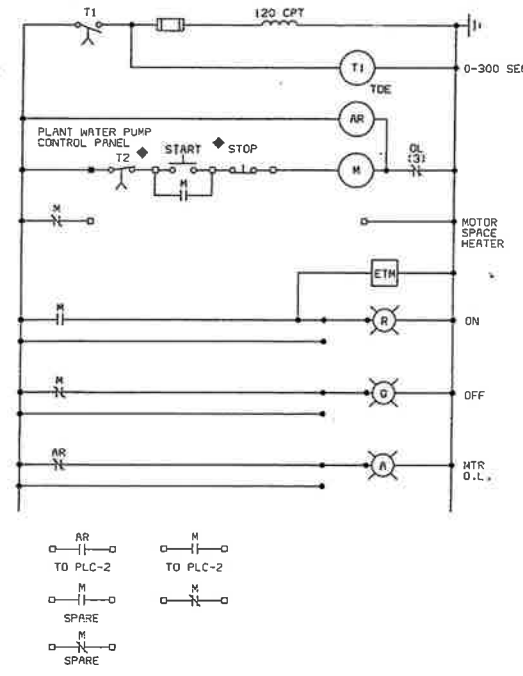 T1
120 CPT
T1
0-300 SE
TDE
AR
PLANT WATER PUMP
CONTROL PANEL
T2
START
STOP
M
M
OL
(3)
M
MOTOR
SPACE
HEATER
ETM
M
R
ON
M
G
OFF
AR
A
MTR
O.L.
AR
TO PLC-2
M
TO PLC-2
M
SPARE
M
M
SPARE